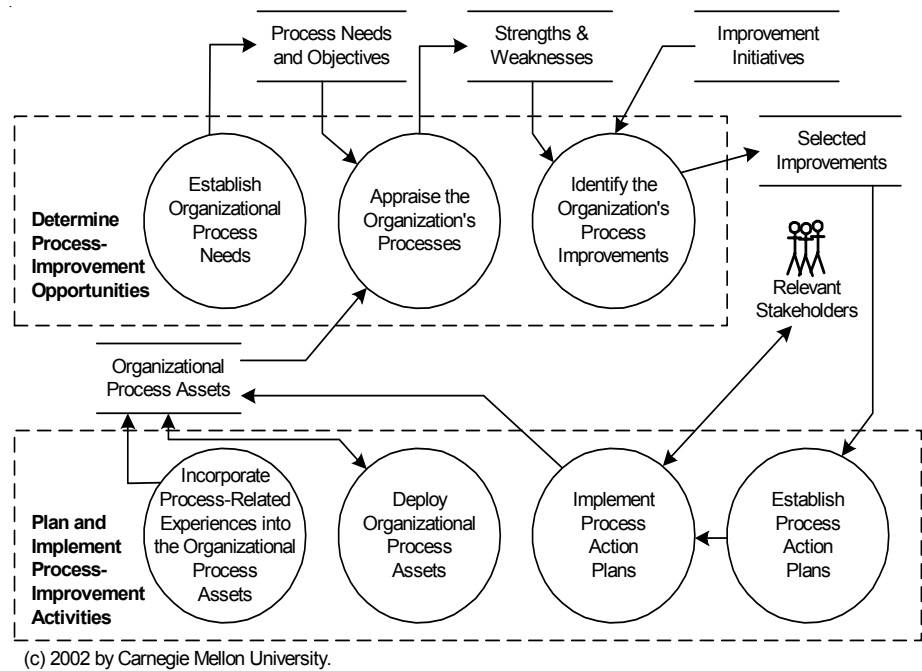 Process Needs
and Objectives
Strengths &
Weaknesses
Improvement
Initiatives
Selected
Improvements
Determine
Process-
Improvement
Opportunities
Establish
Organizational
Process
Needs
Appraise the
Organization's
Processes
Identify the
Organization's
Process
Improvements
Relevant
Stakeholders
Organizational
Process Assets
Plan and
Implement
Process-
Improvement
Activities
Incorporate
Process-Related
Experiences into
the Organizational
Process
Assets
Deploy
Organizational
Process
Assets
Implement
Process
Action
Plans
Establish
Process
Action
Plans
(c) 2002 by Carnegie Mellon University.